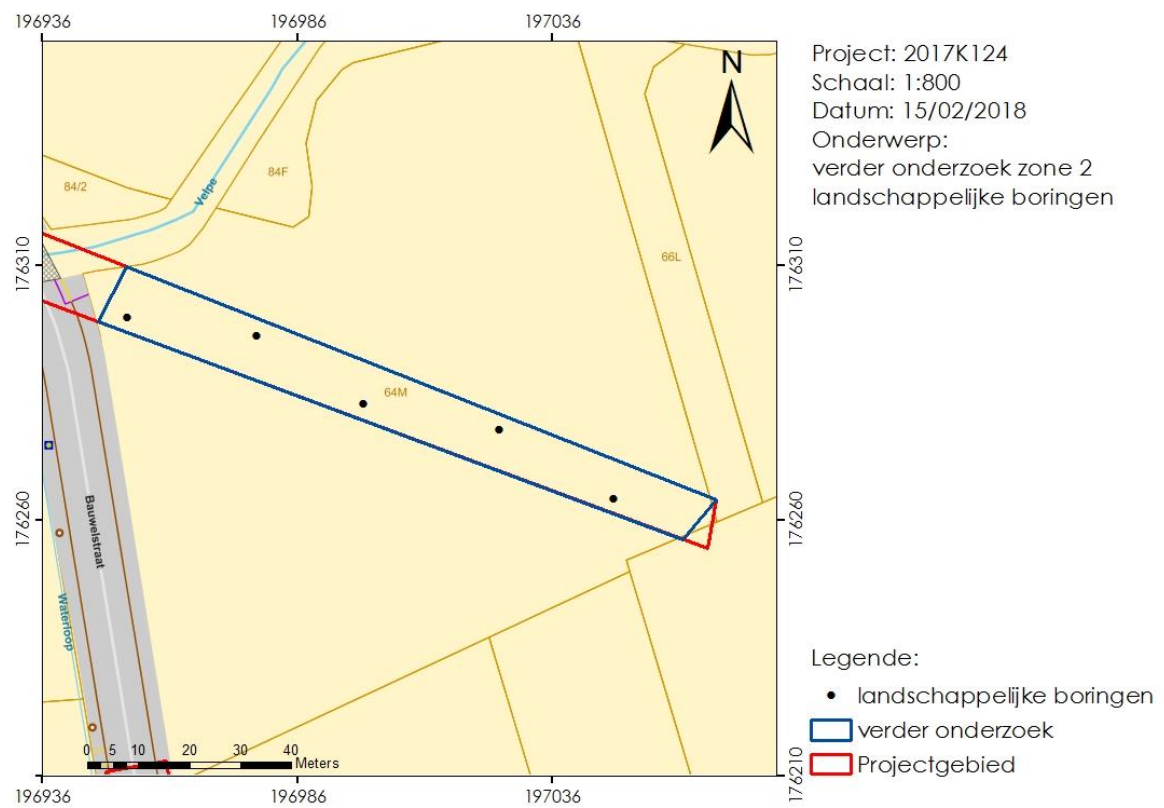 196936 196986 197036
Project: 2017K124
Schaal: 1:800
Datum: 15/02/2018
Onderwerp:
verder onderzoek zone 2
landschappelijke boringen
N
84/2
84F
Velpe
176310
66L
176310
64M
176260
176260
Bauwelstraat
Waterloop
0 5 10 20 30 40
Meters
176210
196936 196986 197036
Legende:
landschappelijke boringen
verder onderzoek
Projectgebied